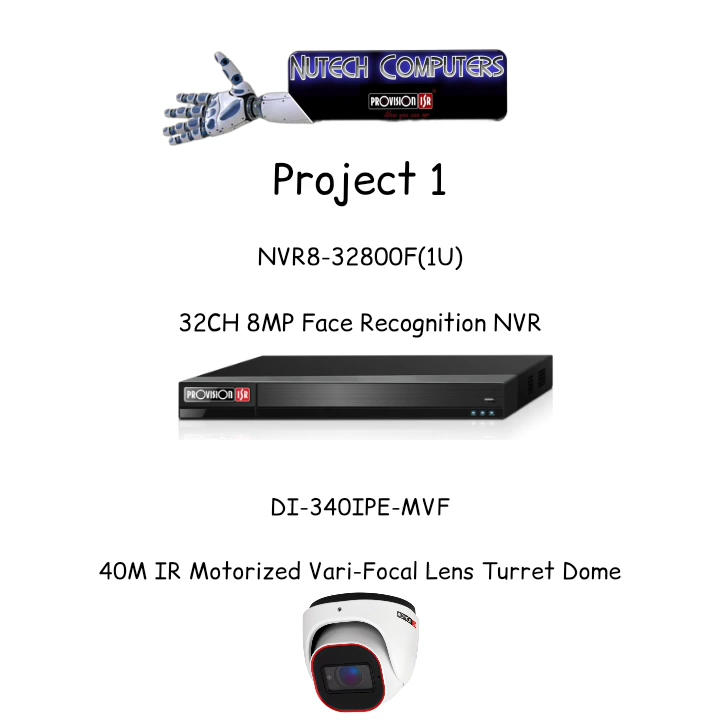 NUTECH COMPUTERS
PROVISION ISR
Project 1
NVR8-32800F(1U)
32CH 8MP Face Recognition NVR
PROVISION ISR
DI-340IPE-MVF
40M IR Motorized Vari-Focal Lens Turret Dome